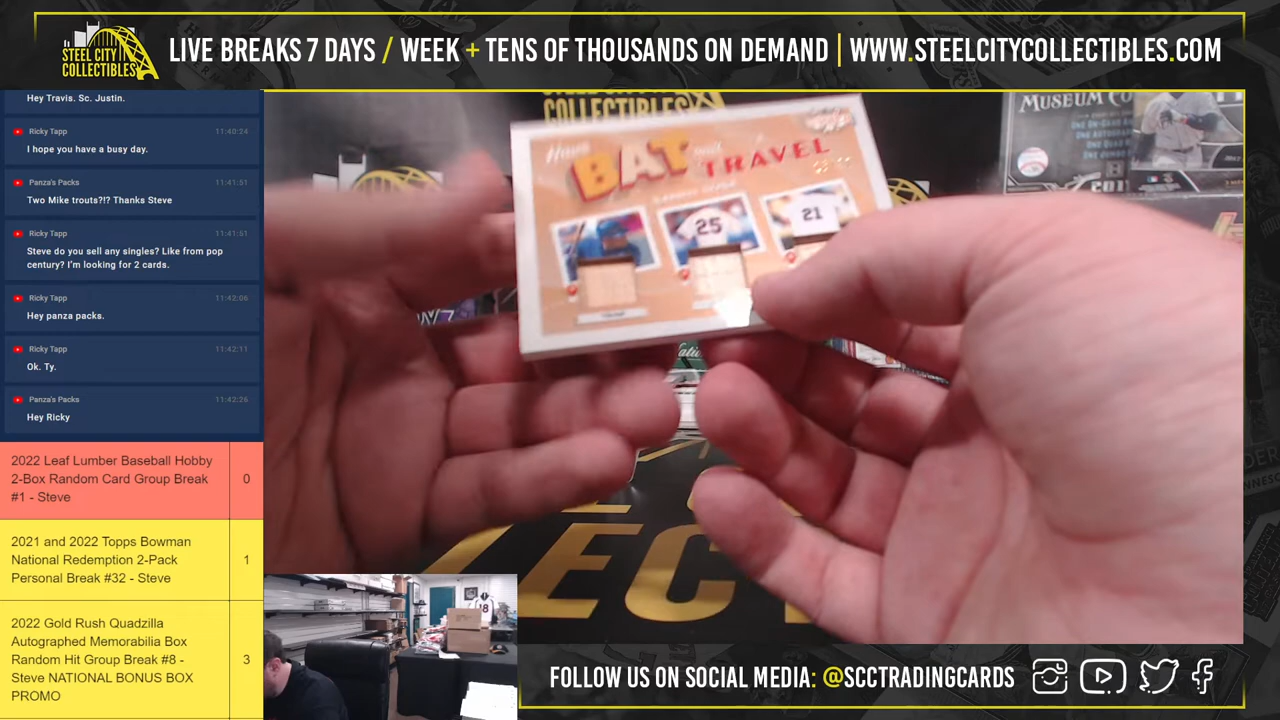 STEEL CITY
COLLECTIBLES
LIVE BREAKS 7 DAYS / WEEK + TENS OF THOUSANDS ON DEMAND | WWW.STEELCITYCOLLECTIBLES.COM
Hey Travis. Sc. Justin.
Ricky Tapp 11:40:24
I hope you have a busy day.
Panza's Packs 11:41:51
Two Mike trouts?!? Thanks Steve
Ricky Tapp 11:41:51
Steve do you sell any singles? Like from pop
century? I'm looking for 2 cards.
Ricky Tapp 11:42:06
Hey panza packs.
Ricky Tapp 11:42:11
Ok. Ty.
Panza's Packs 11:42:26
Hey Ricky
2022 Leaf Lumber Baseball Hobby
2-Box Random Card Group Break 0
#1 - Steve
2021 and 2022 Topps Bowman
National Redemption 2-Pack 1
Personal Break #32 - Steve
2022 Gold Rush Quadzilla
Autographed Memorabilia Box
Random Hit Group Break #8 - 3
Steve NATIONAL BONUS BOX
PROMO
COLLECTIBLES
Have
BAT
will
TRAVEL
25
21
MUSEUM CO
LEC
18
FOLLOW US ON SOCIAL MEDIA: @SCCTRADINGCARDS